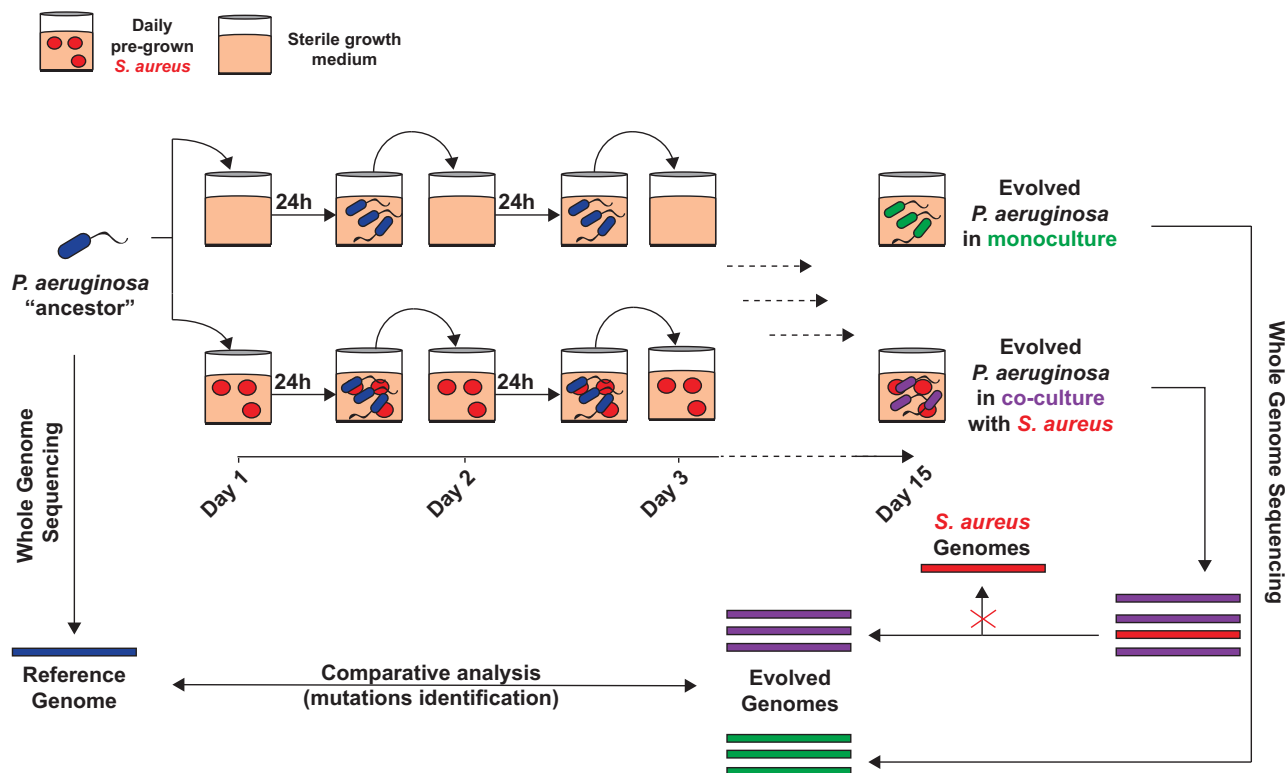 Daily
pre-grown
S. aureus
Sterile growth
medium
24h
24h
Evolved
P. aeruginosa
in monoculture
P. aeruginosa
“ancestor”
24h
24h
Evolved
P. aeruginosa
in co-culture
with S. aureus
Day 1
Day 2
Day 3
Day 15
Whole Genome
Sequencing
Whole Genome Sequencing
S. aureus
Genomes
Reference
Genome
Comparative analysis
(mutations identification)
Evolved
Genomes